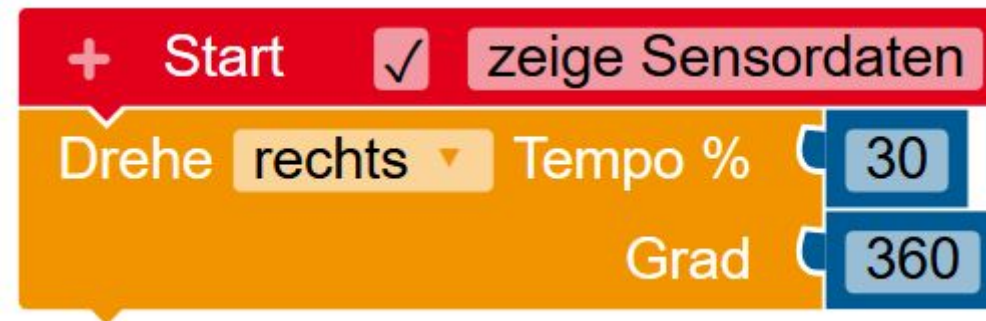 + Start ✓ zeige Sensordaten
Drehe rechts Tempo % 30
Grad 360